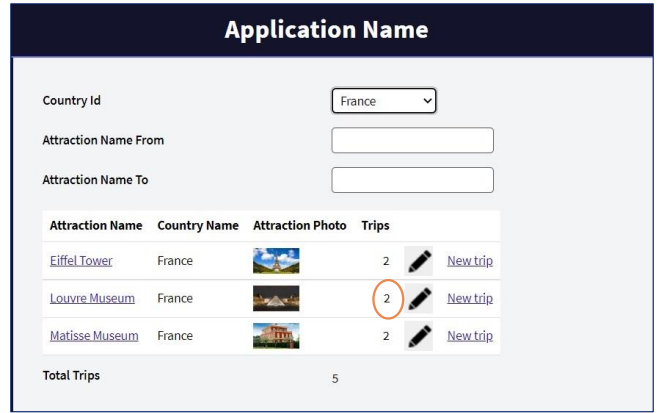 Application Name
Country Id France
Attraction Name From
Attraction Name To
Attraction Name Country Name Attraction Photo Trips
Eiffel Tower France 2 New trip
Louvre Museum France 2 New trip
Matisse Museum France 2 New trip
Total Trips 5